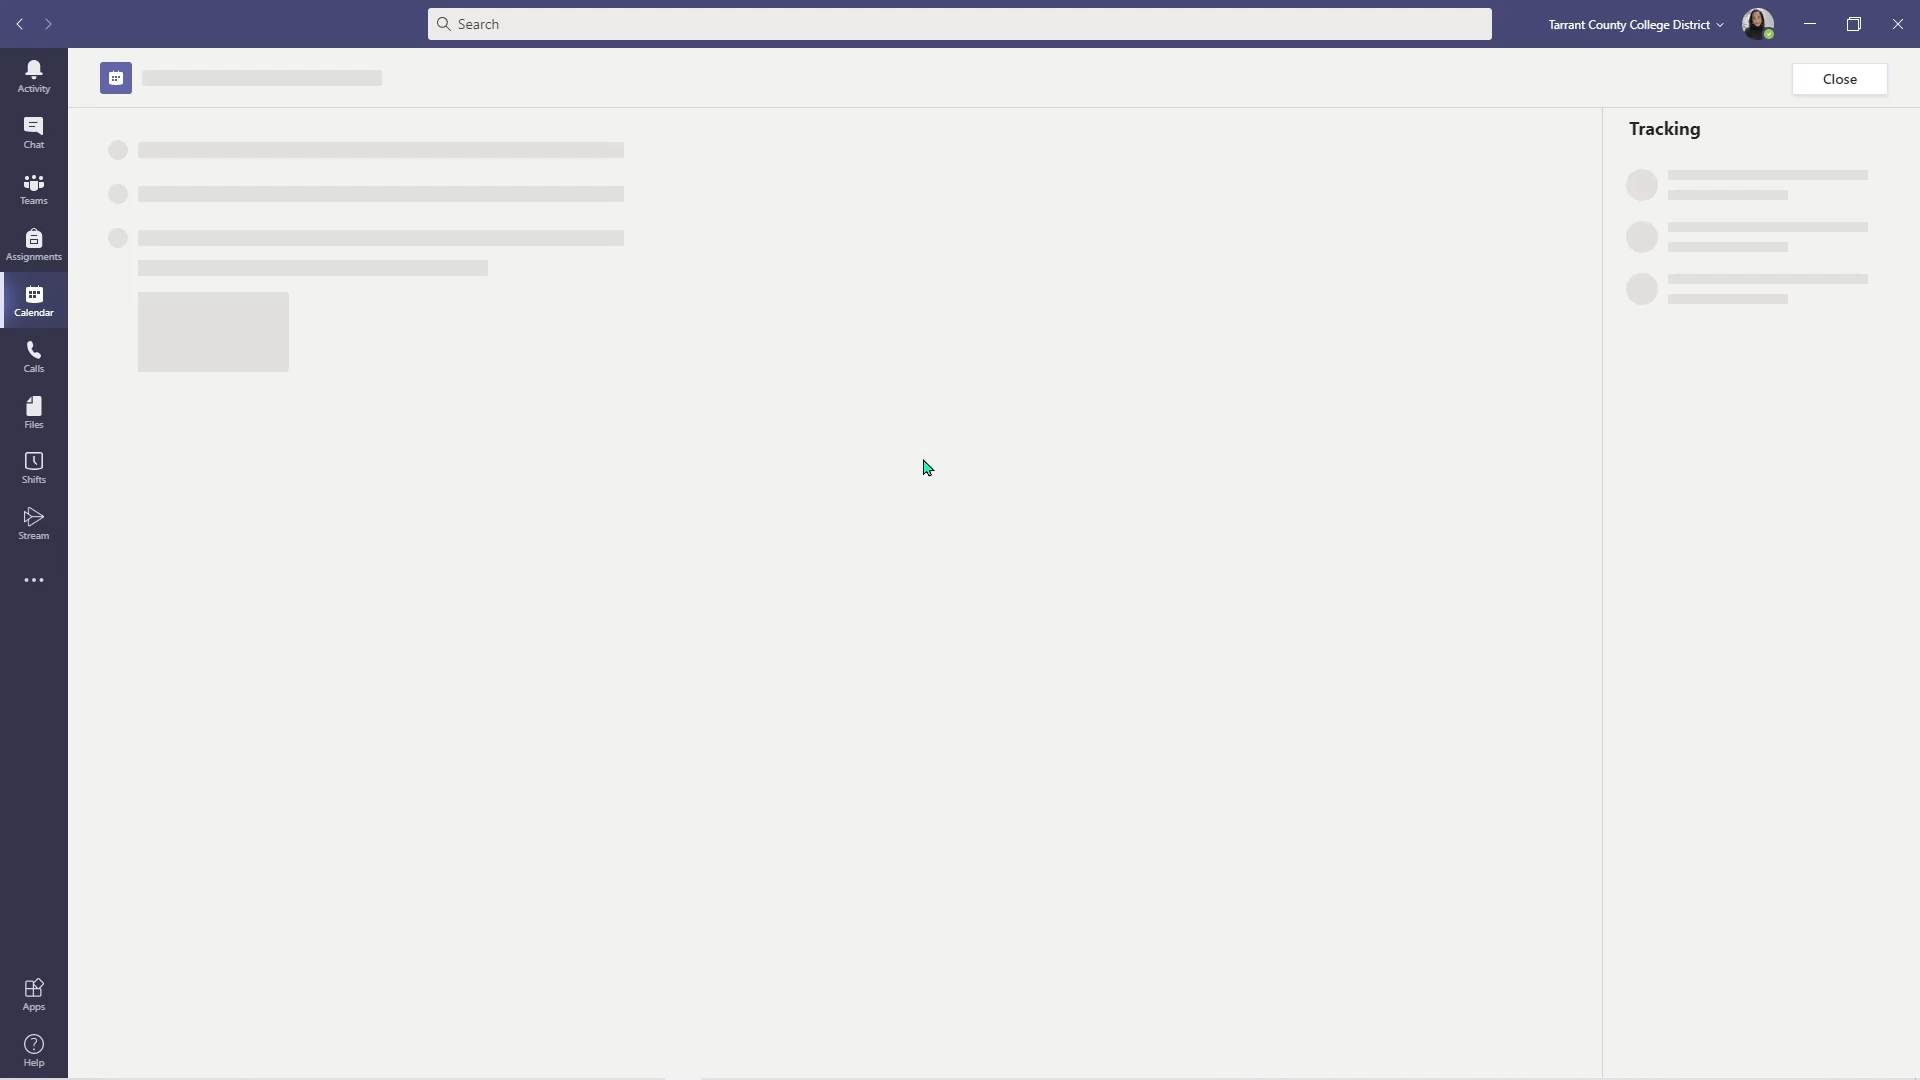 Search
Tarrant County College District
Activity
Close
Chat
Tracking
Teams
Assignments
Calendar
Calls
Files
Shifts
Stream
Apps
Help